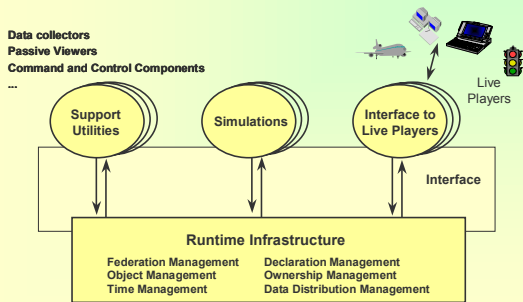 Data collectors
Passive Viewers
Command and Control Components
...
Live
Players
Support
Utilities
Simulations
Interface to
Live Players
Interface
Runtime Infrastructure
Federation Management
Declaration Management
Object Management
Ownership Management
Time Management
Data Distribution Management